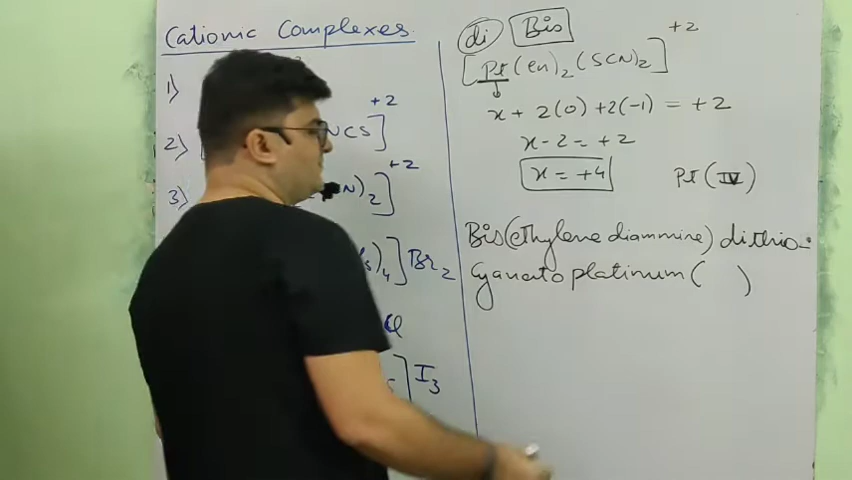 Cationic Complexes
1)
2) NCS]+2
3) N)2]+2
)4]Br2
]I3
di Bis
[Pt(en)2(SCN)2]+2
x + 2(0) + 2(-1) = +2
x - 2 = +2
x = +4 Pt(IV)
Bis(ethylene diammine) dithio-
cyanato platinum( )